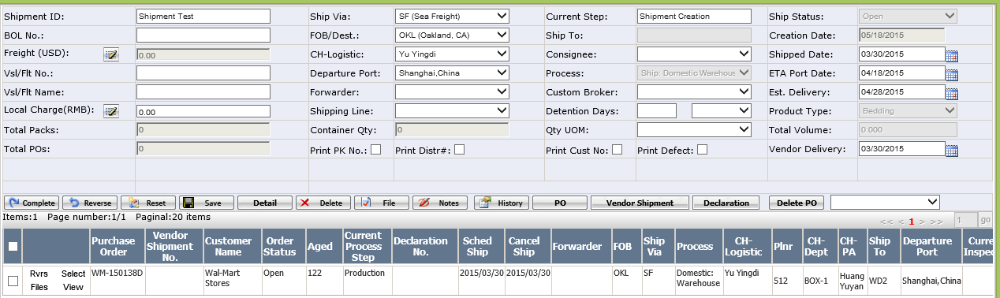 Shipment ID: Shipment Test Ship Via: SF (Sea Freight) Current Step: Shipment Creation Ship Status: Open
BOL No.: FOB/Dest.: OKL (Oakland, CA) Ship To: Creation Date: 05/18/2015
Freight (USD): 0.00 CH-Logistic: Yu Yingdi Consignee: Shipped Date: 03/30/2015
Vsl/Flt No.: Departure Port: Shanghai,China Process: Ship: Domestic Warehous ETA Port Date: 04/18/2015
Vsl/Flt Name: Forwarder: Custom Broker: Est. Delivery: 04/28/2015
Local Charge(RMB): 0.00 Shipping Line: Detention Days: Product Type: Bedding
Total Packs: 0 Container Qty: 0 Qty UOM: Total Volume: 0.000
Total POs: 0 Print PK No.: Print Distr#: Print Cust No: Print Defect: Vendor Delivery: 03/30/2015
Complete Reverse Reset Save Detail Delete File Notes History PO Vendor Shipment Declaration Delete PO
Items:1 Page number:1/1 Paginal:20 items << < 1 > >> 1 go
Purchase Order Vendor Shipment No. Customer Name Order Status Aged Current Process Step Declaration No. Sched Ship Cancel Ship Forwarder FOB Ship Via Process CH-Logistic Plnr CH-Dept CH-PA Ship To Departure Port Curre Inspec
Rvrs Select WM-150138D Wal-Mart Open 122 Production 2015/03/30 2015/03/30 OKL SF Domestic: Yu Yingdi 512 BOX-1 Huang WD2 Shanghai,China
Files View Stores Warehouse Yuyan